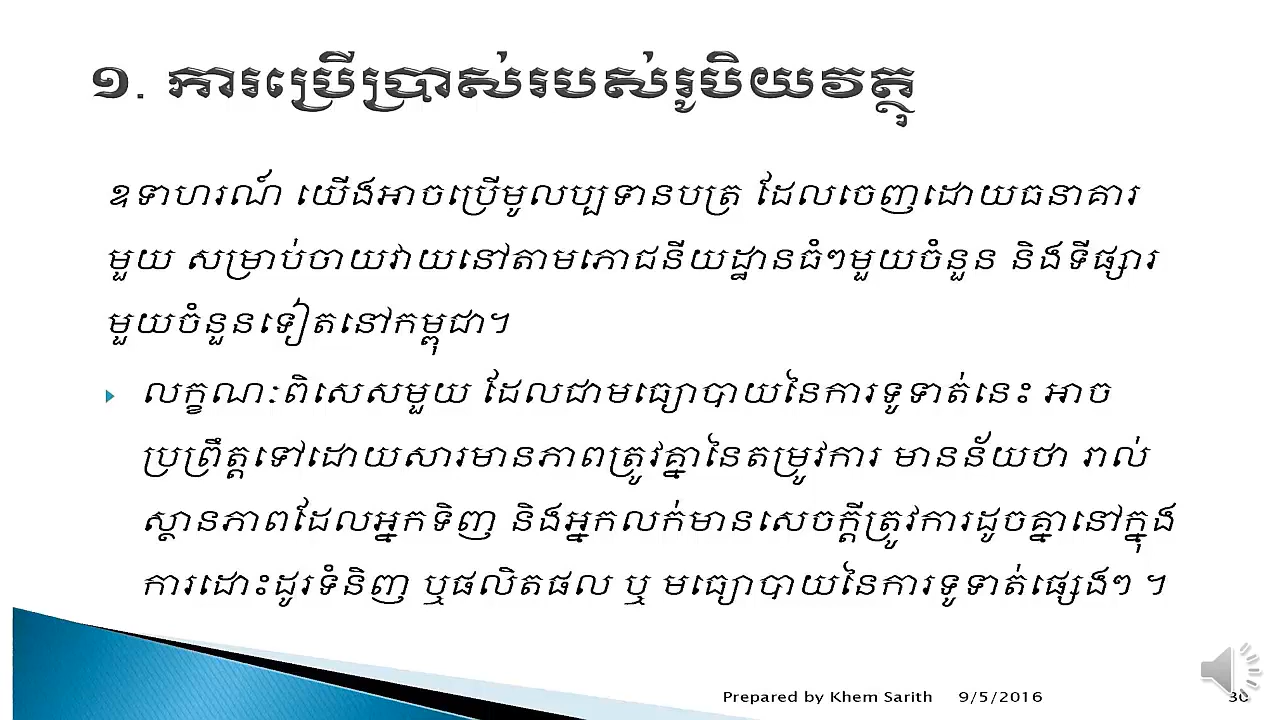 ១. ការប្រើប្រាស់របស់រូបិយវត្ថុ
ឧទាហរណ៍ យើងអាចប្រើមូលប្បទានបត្រ ដែលចេញដោយធនាគារ
មួយ សម្រាប់ចាយវាយនៅតាមភោជនីយដ្ឋានធំៗមួយចំនួន និងទីផ្សារ
មួយចំនួនទៀតនៅកម្ពុជា។
លក្ខណៈពិសេសមួយ ដែលជាមធ្យោបាយនៃការទូទាត់នេះ អាច
ប្រព្រឹត្តទៅដោយសារមានភាពត្រូវគ្នានៃតម្រូវការ មានន័យថា រាល់
ស្ថានភាពដែលអ្នកទិញ និងអ្នកលក់មានសេចក្តីត្រូវការដូចគ្នានៅក្នុង
ការដោះដូរទំនិញ ឬផលិតផល ឬ មធ្យោបាយនៃការទូទាត់ផ្សេងៗ ។
Prepared by Khem Sarith 9/5/2016 30